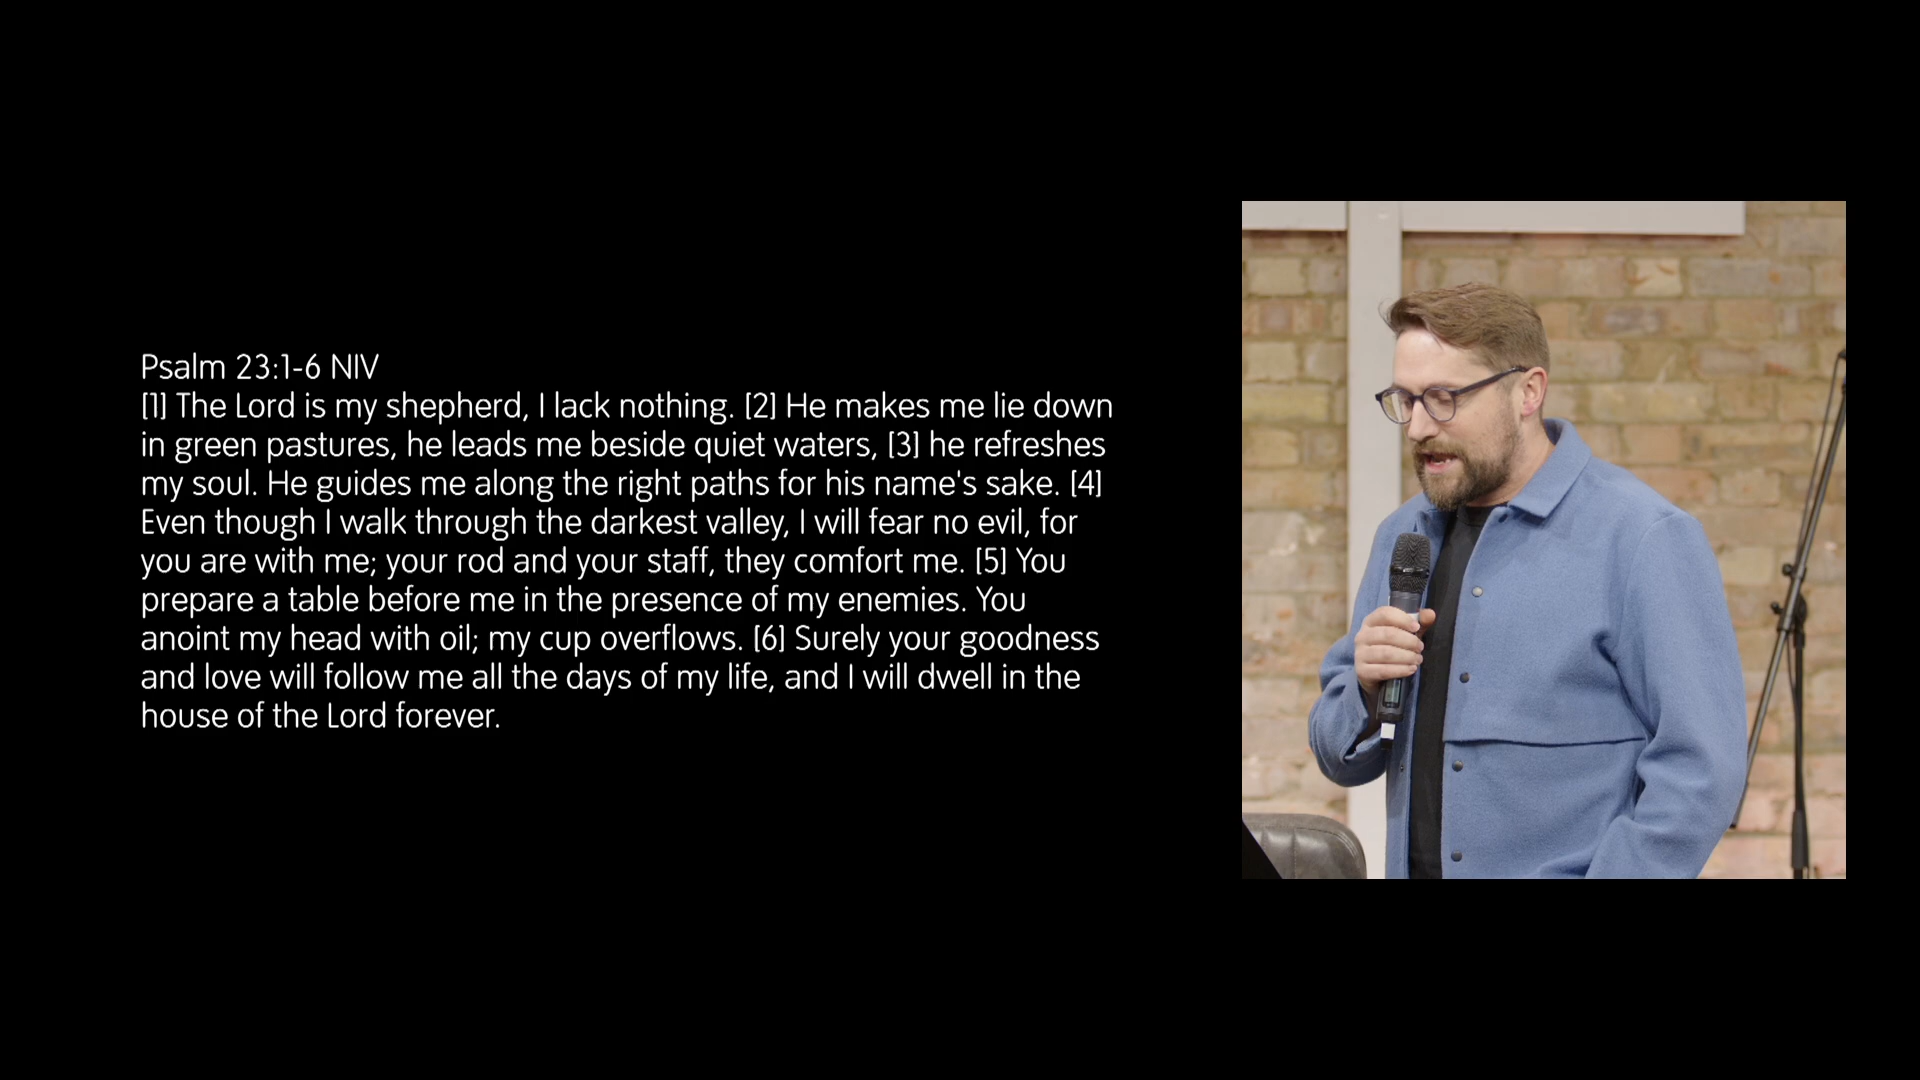 Psalm 23:1-6 NIV
[1] The Lord is my shepherd, I lack nothing. [2] He makes me lie down
in green pastures, he leads me beside quiet waters, [3] he refreshes
my soul. He guides me along the right paths for his name's sake. [4]
Even though I walk through the darkest valley, I will fear no evil, for
you are with me; your rod and your staff, they comfort me. [5] You
prepare a table before me in the presence of my enemies. You
anoint my head with oil; my cup overflows. [6] Surely your goodness
and love will follow me all the days of my life, and I will dwell in the
house of the Lord forever.